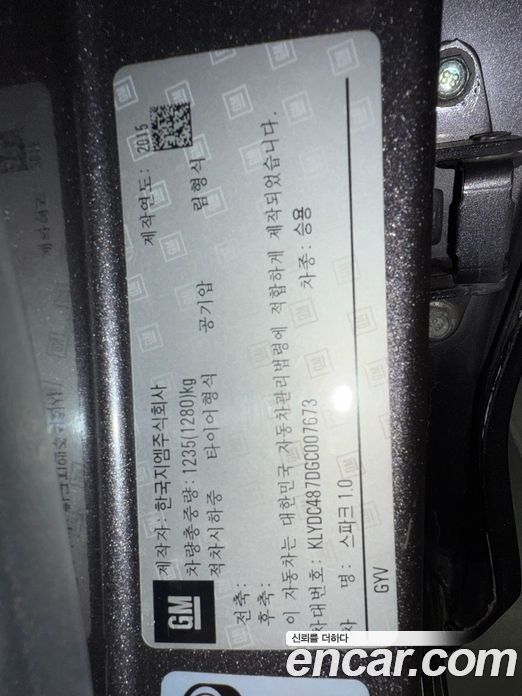 제작자: 한국지엠주식회사 제작연도: 2015
차량총중량: 1235(1280)kg
적차시하중 타이어형식 공기압 림형식
전축:
후축:
이 자동차는 대한민국 자동차관리법령에 적합하게 제작되었습니다.
차대번호: KLYDC487DGC007673 차종: 승용
차 명: 스파크 1.0
GYV
GM
신뢰를 더하다
encar.com